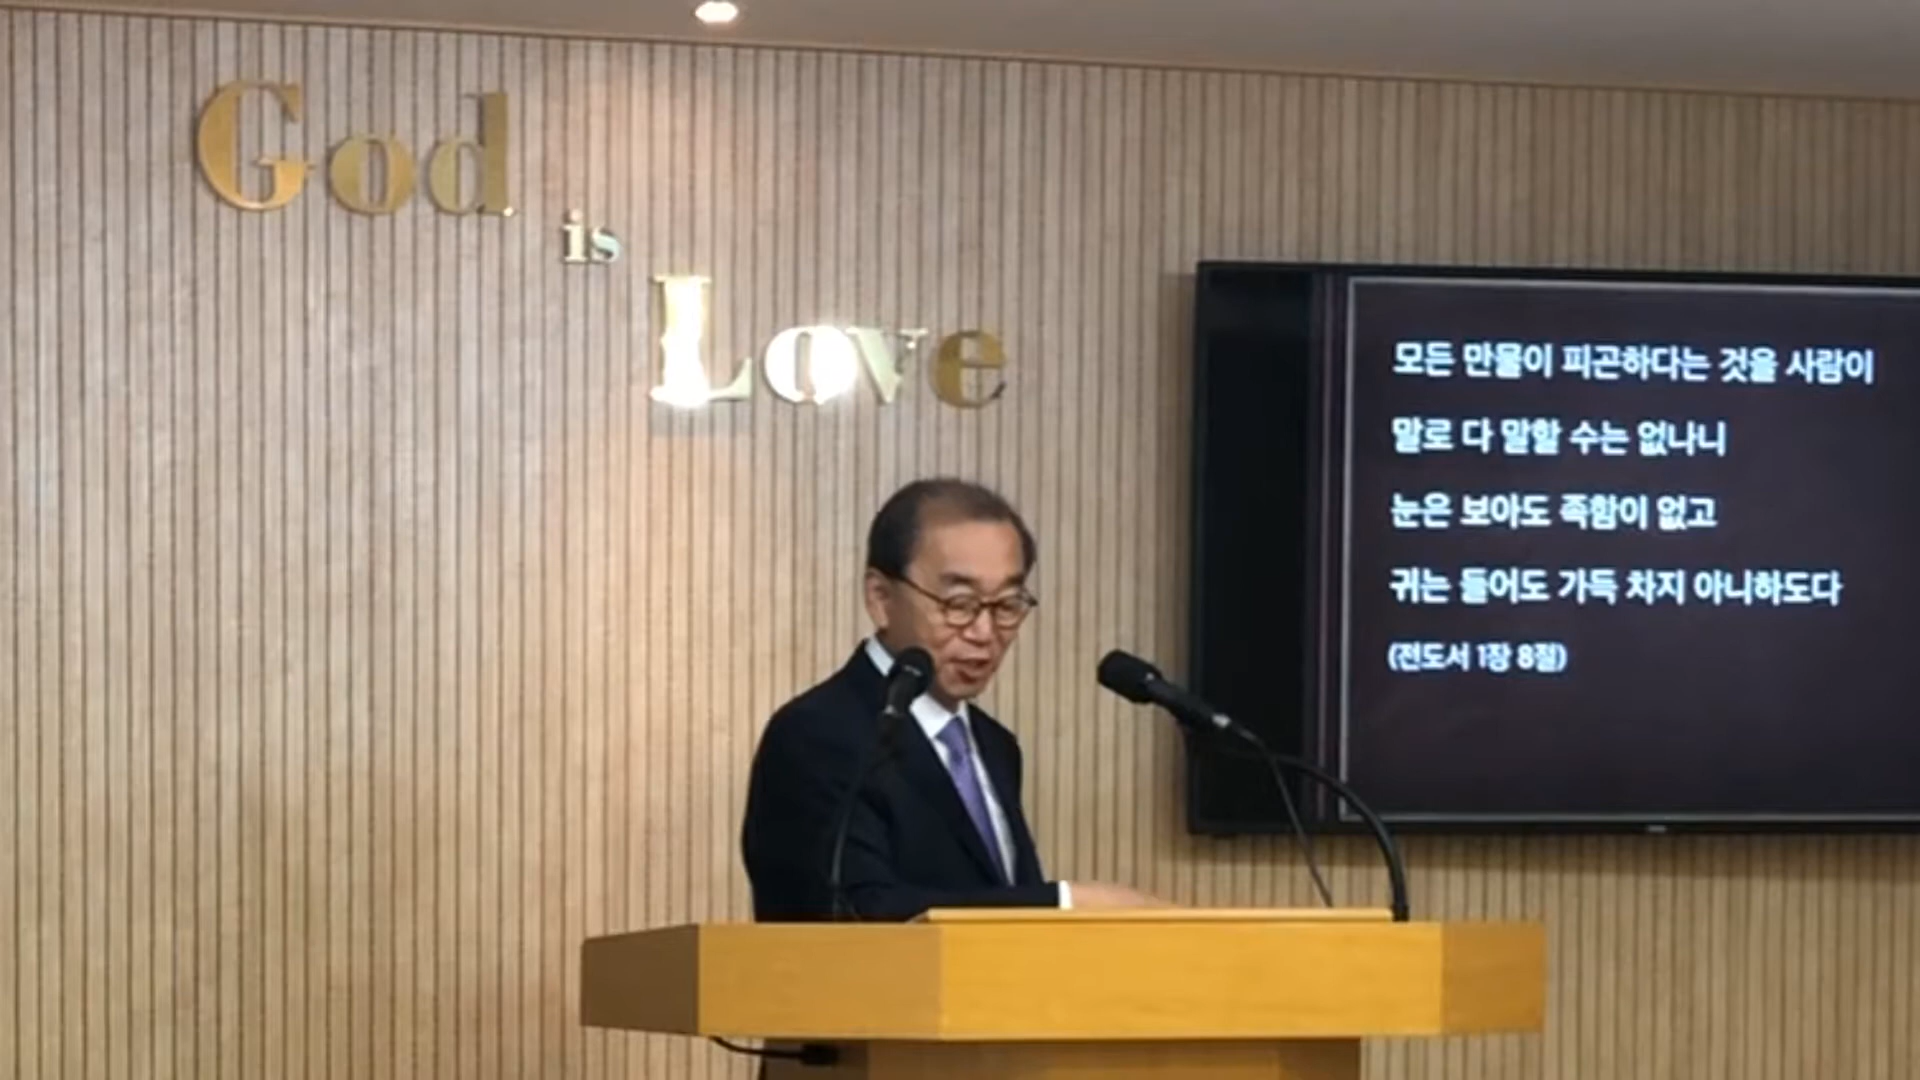 God
is
Love
모든 만물이 피곤하다는 것을 사람이
말로 다 말할 수는 없나니
눈은 보아도 족함이 없고
귀는 들어도 가득 차지 아니하도다
(전도서 1장 8절)